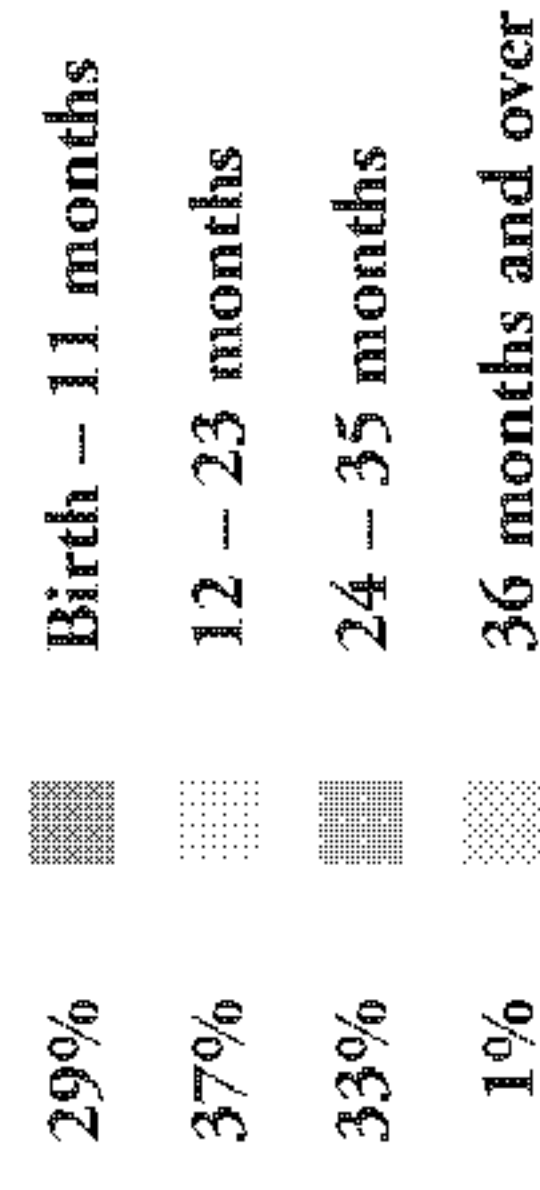 29% Birth – 11 months
37% 12 – 23 months
33% 24 – 35 months
1% 36 months and over